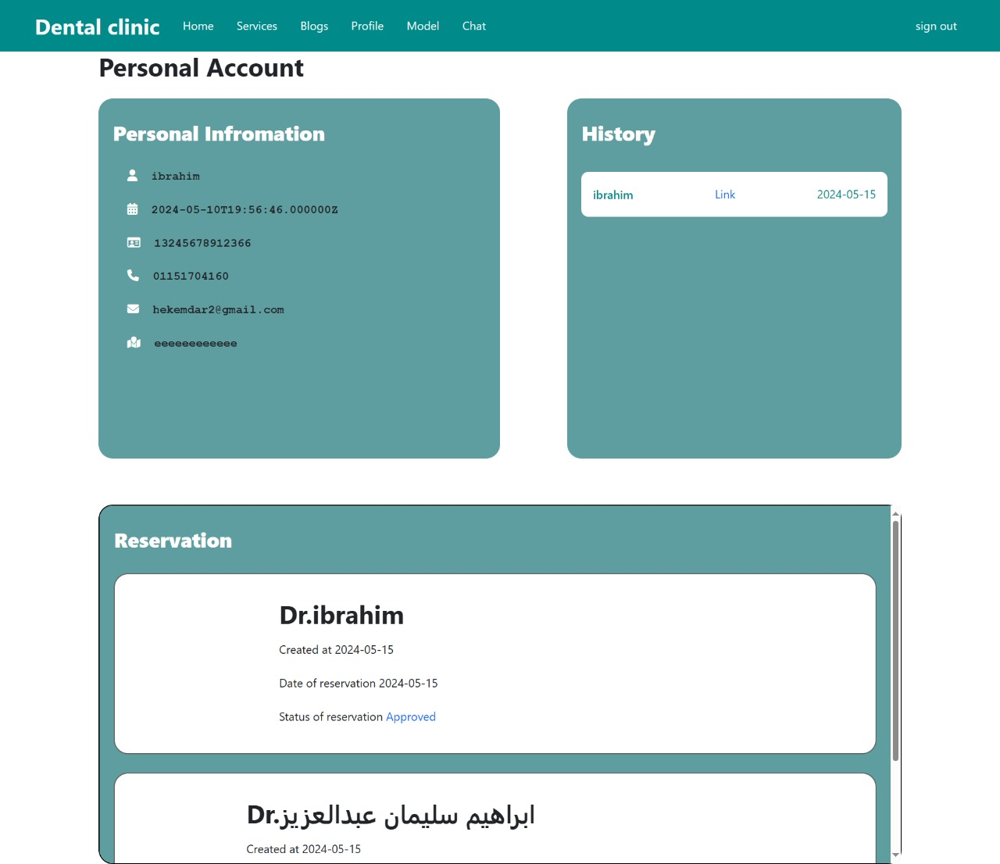 Dental clinic Home Services Blogs Profile Model Chat sign out
Personal Account
Personal Infromation
ibrahim
2024-05-10T19:56:46.000000Z
13245678912366
01151704160
hekemdar2@gmail.com
eeeeeeeeeeee
History
ibrahim Link 2024-05-15
Reservation
Dr.ibrahim
Created at 2024-05-15
Date of reservation 2024-05-15
Status of reservation Approved
Dr.ابراهيم سليمان عبدالعزيز
Created at 2024-05-15